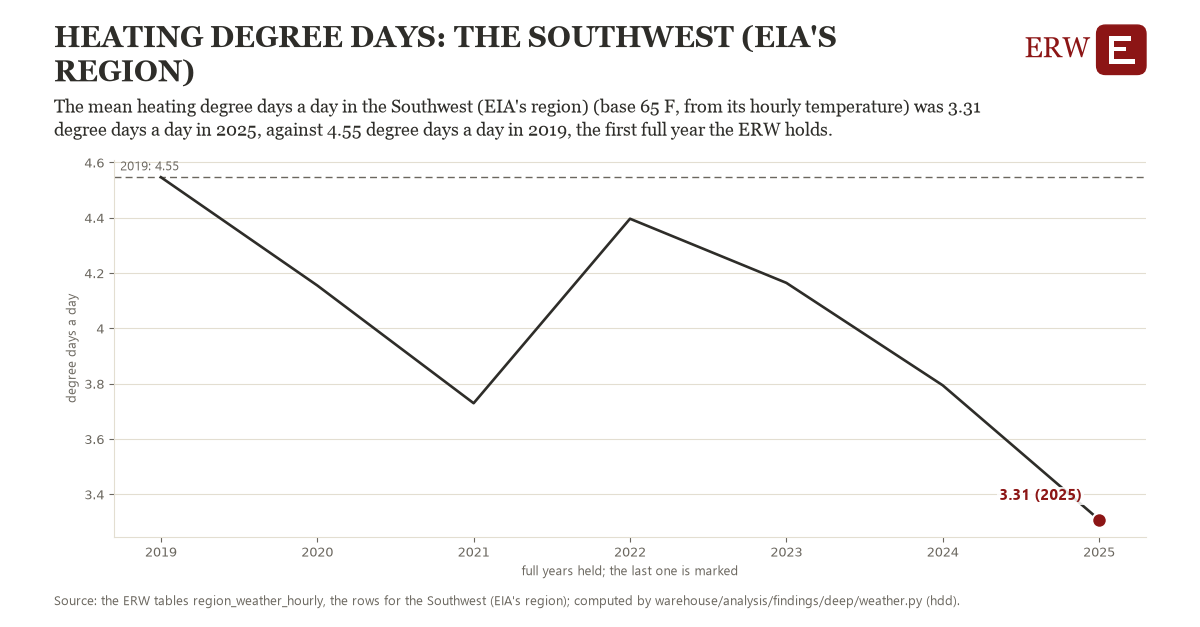 HEATING DEGREE DAYS: THE SOUTHWEST (EIA'S
REGION)
ERW E
The mean heating degree days a day in the Southwest (EIA's region) (base 65 F, from its hourly temperature) was 3.31
degree days a day in 2025, against 4.55 degree days a day in 2019, the first full year the ERW holds.
4.6
2019: 4.55
4.4
4.2
4
3.8
3.6
3.4
degree days a day
3.31 (2025)
2019 2020 2021 2022 2023 2024 2025
full years held; the last one is marked
Source: the ERW tables region_weather_hourly, the rows for the Southwest (EIA's region); computed by warehouse/analysis/findings/deep/weather.py (hdd).